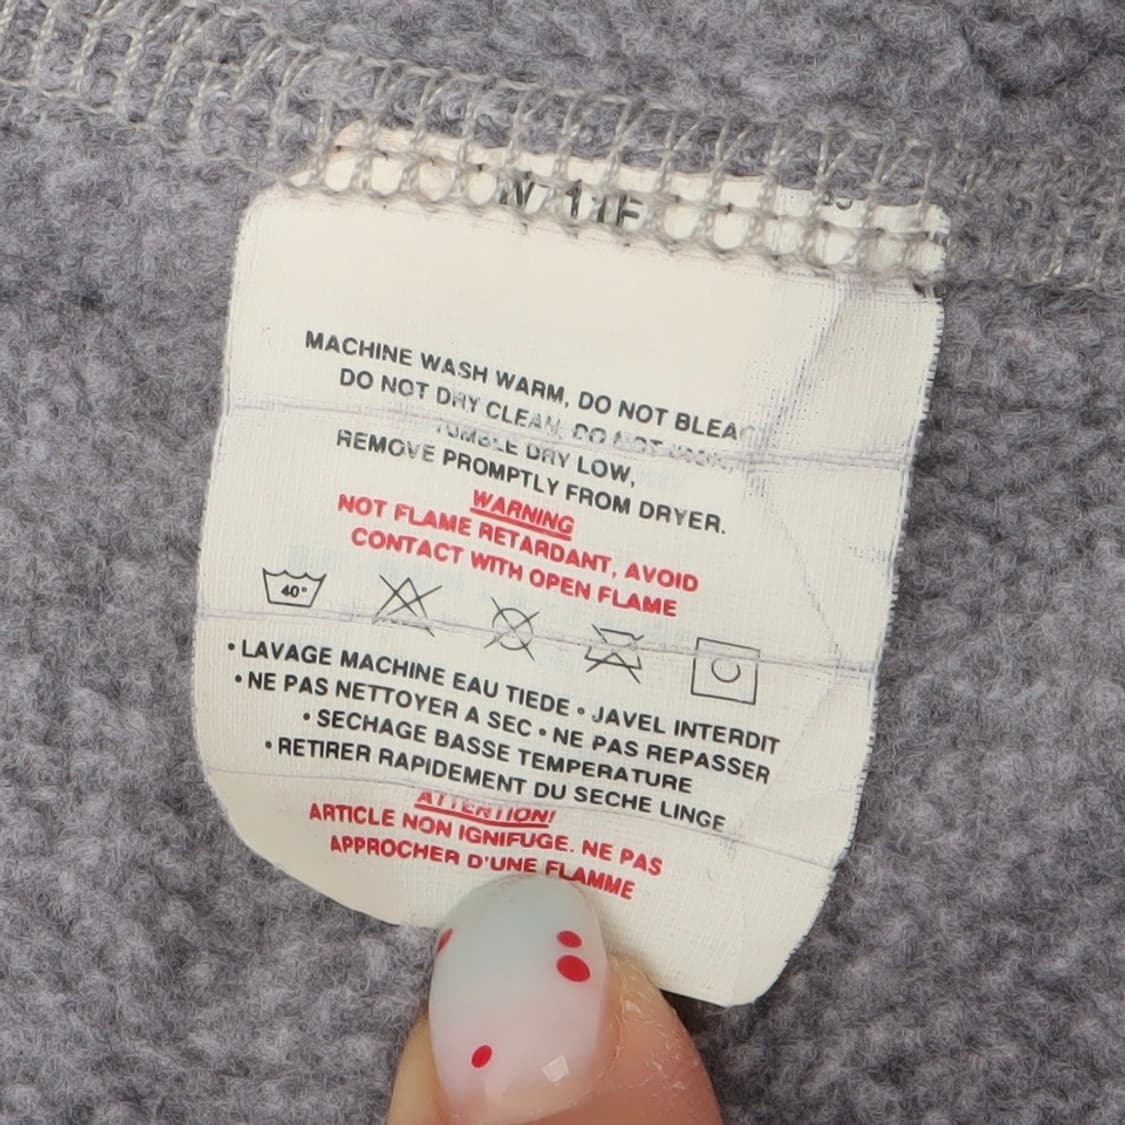 MACHINE WASH WARM, DO NOT
DO NOT DRY CLEAN, DO NOT
TUMBLE DRY LOW,
REMOVE PROMPTLY FROM DRYER.
WARNING
NOT FLAME RETARDANT, AVOID
CONTACT WITH OPEN FLAME
40°
• LAVAGE MACHINE EAU TIEDE • JAVEL INTERDIT
• NE PAS NETTOYER A SEC • NE PAS REPASSER
• SECHAGE BASSE TEMPERATURE
• RETIRER RAPIDEMENT DU SECHE LINGE
ATTENTION!
ARTICLE NON IGNIFUGE. NE PAS
APPROCHER D'UNE FLAMME